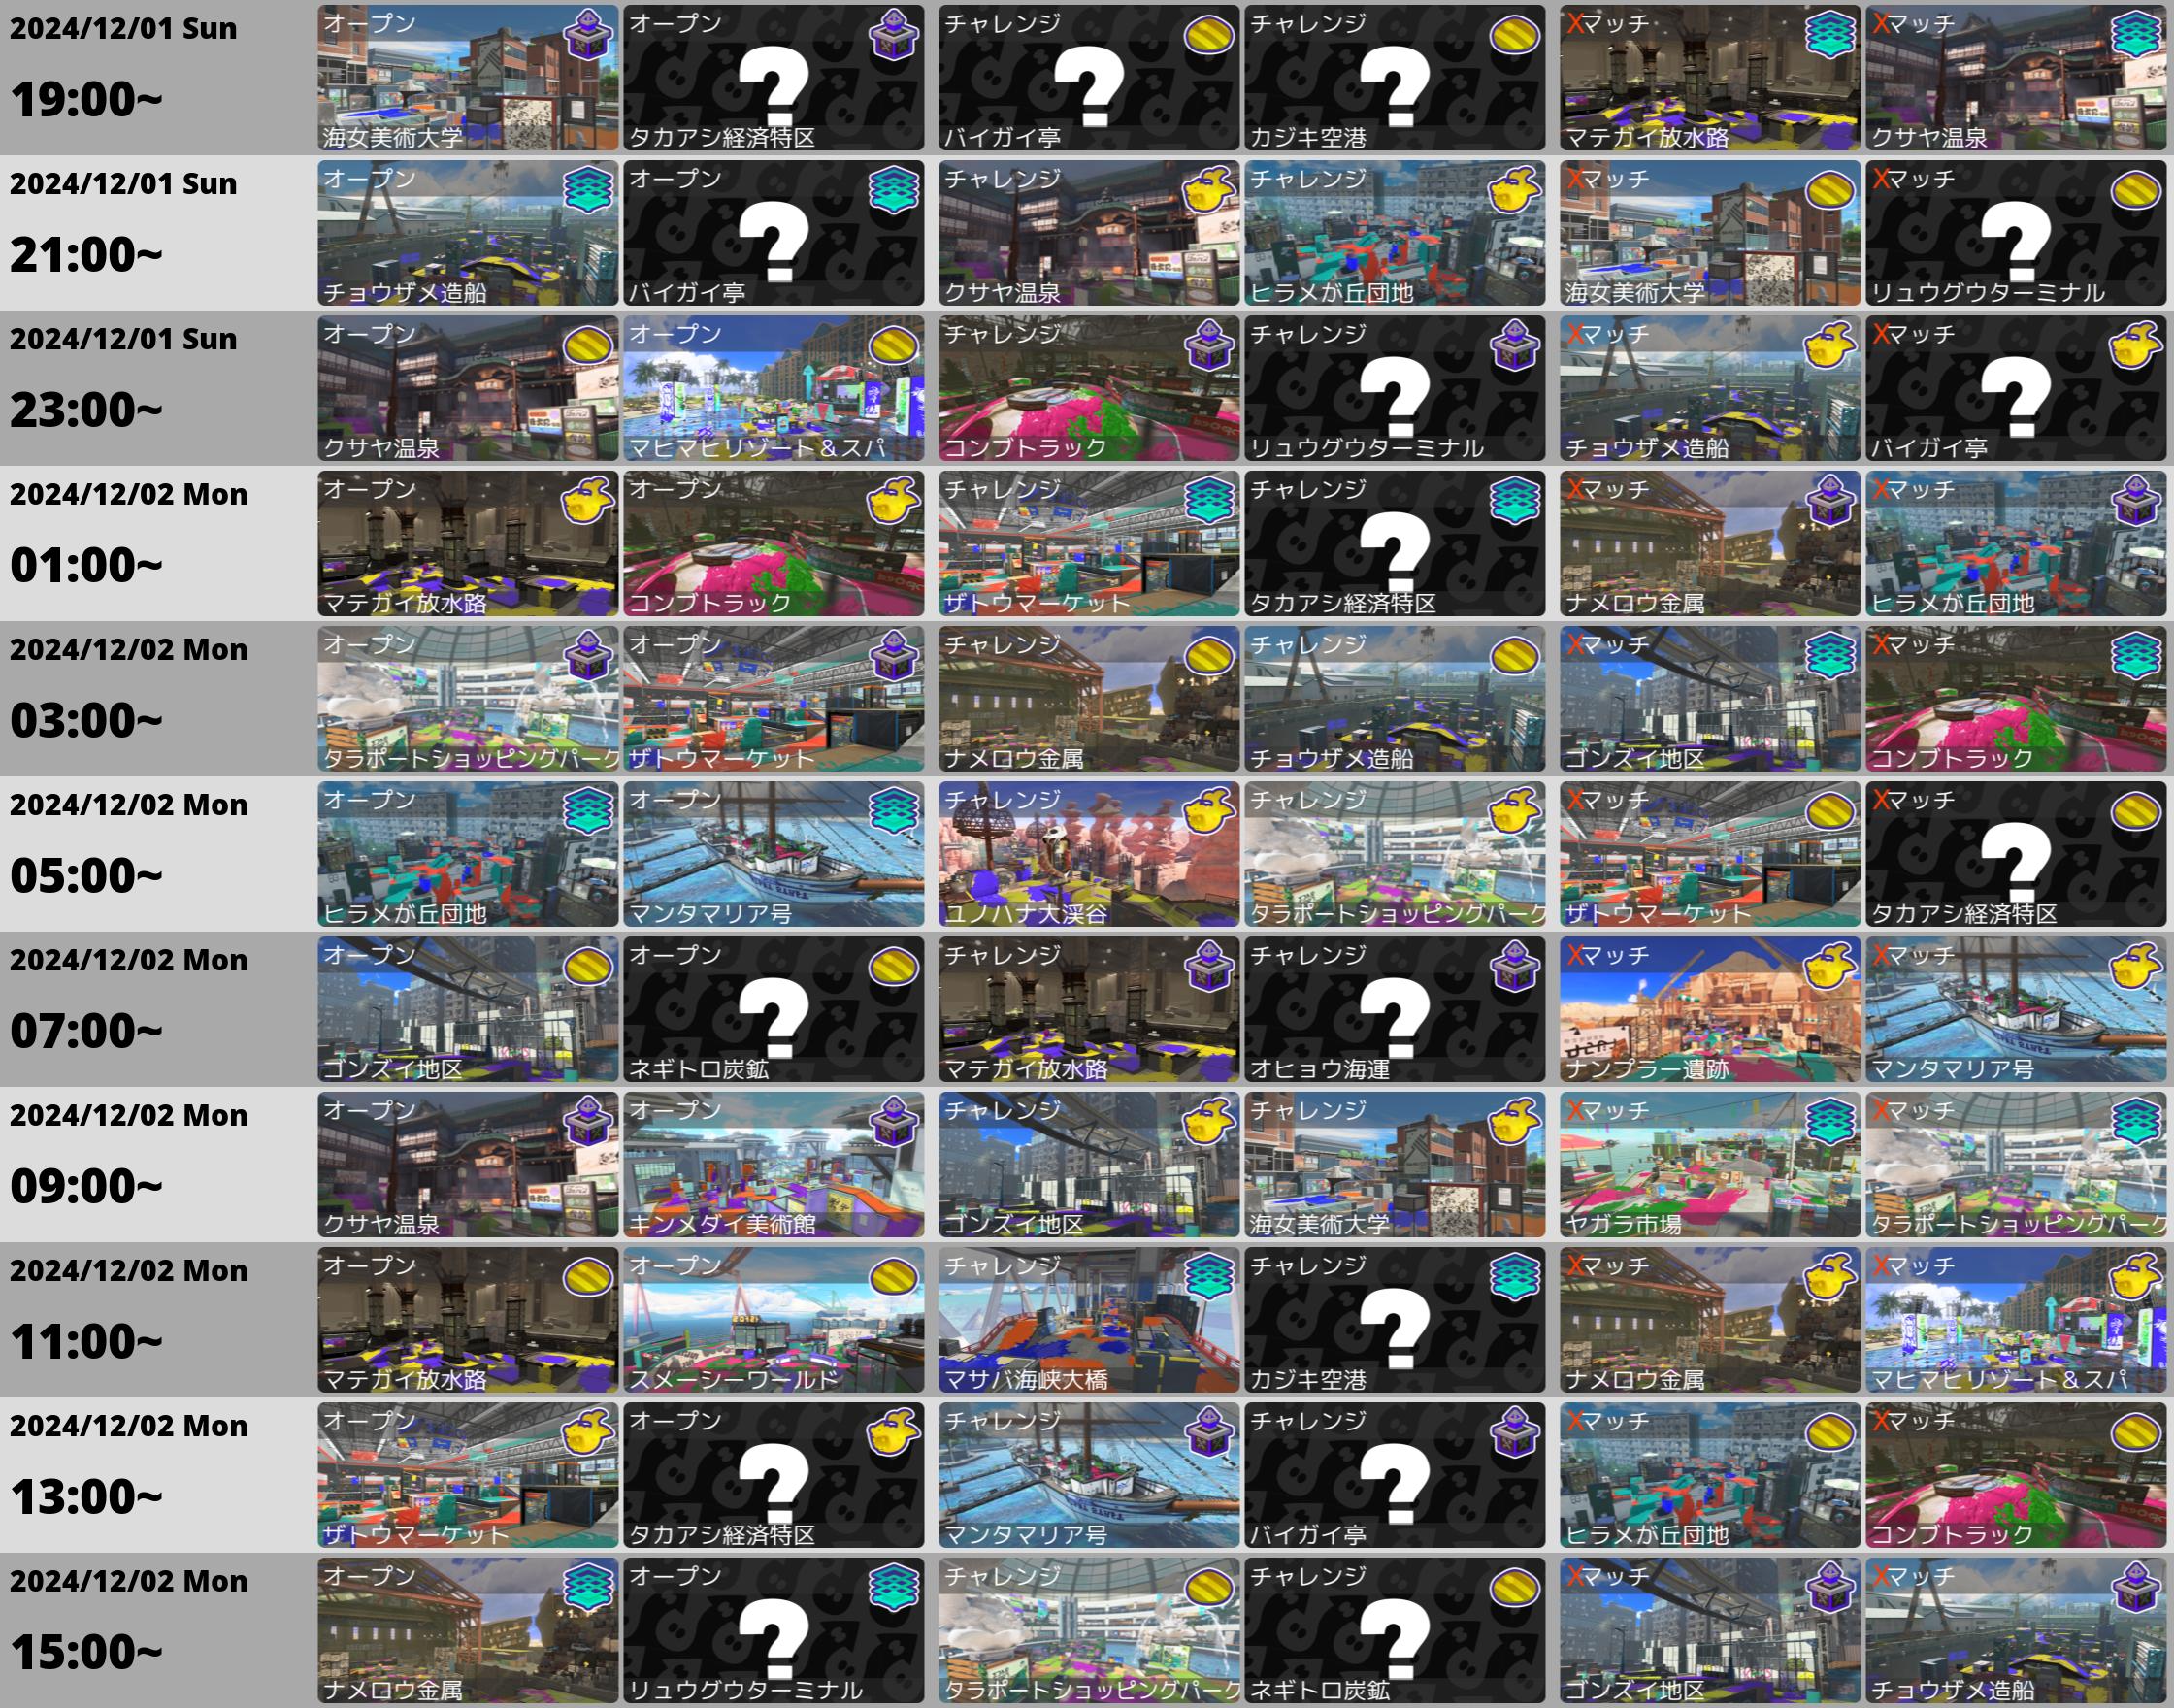 2024/12/01 Sun
19:00~
オープン
海女美術大学
オープン
タカアシ経済特区
チャレンジ
バイガイ亭
チャレンジ
カジキ空港
Xマッチ
マテガイ放水路
Xマッチ
クサヤ温泉
2024/12/01 Sun
21:00~
オープン
チョウザメ造船
オープン
バイガイ亭
チャレンジ
クサヤ温泉
チャレンジ
ヒラメが丘団地
Xマッチ
海女美術大学
Xマッチ
リュウグウターミナル
2024/12/01 Sun
23:00~
オープン
クサヤ温泉
オープン
マヒマヒリゾート&スパ
チャレンジ
コンブトラック
チャレンジ
リュウグウターミナル
Xマッチ
チョウザメ造船
Xマッチ
バイガイ亭
2024/12/02 Mon
01:00~
オープン
マテガイ放水路
オープン
コンブトラック
チャレンジ
ザトウマーケット
チャレンジ
タカアシ経済特区
Xマッチ
ナメロウ金属
Xマッチ
ヒラメが丘団地
2024/12/02 Mon
03:00~
オープン
タラポートショッピングパーク
オープン
ザトウマーケット
チャレンジ
ナメロウ金属
チャレンジ
チョウザメ造船
Xマッチ
ゴンズイ地区
Xマッチ
コンブトラック
2024/12/02 Mon
05:00~
オープン
ヒラメが丘団地
オープン
マンタマリア号
チャレンジ
ユノハナ大渓谷
チャレンジ
タラポートショッピングパーク
Xマッチ
ザトウマーケット
Xマッチ
タカアシ経済特区
2024/12/02 Mon
07:00~
オープン
ゴンズイ地区
オープン
ネギトロ炭鉱
チャレンジ
マテガイ放水路
チャレンジ
オヒョウ海運
Xマッチ
ナンプラー遺跡
Xマッチ
マンタマリア号
2024/12/02 Mon
09:00~
オープン
クサヤ温泉
オープン
キンメダイ美術館
チャレンジ
ゴンズイ地区
チャレンジ
海女美術大学
Xマッチ
ヤガラ市場
Xマッチ
タラポートショッピングパーク
2024/12/02 Mon
11:00~
オープン
マテガイ放水路
オープン
スメーシーワールド
チャレンジ
マサバ海峡大橋
チャレンジ
カジキ空港
Xマッチ
ナメロウ金属
Xマッチ
マヒマヒリゾート&スパ
2024/12/02 Mon
13:00~
オープン
ザトウマーケット
オープン
タカアシ経済特区
チャレンジ
マンタマリア号
チャレンジ
バイガイ亭
Xマッチ
ヒラメが丘団地
Xマッチ
コンブトラック
2024/12/02 Mon
15:00~
オープン
ナメロウ金属
オープン
リュウグウターミナル
チャレンジ
タラポートショッピングパーク
チャレンジ
ネギトロ炭鉱
Xマッチ
ゴンズイ地区
Xマッチ
チョウザメ造船